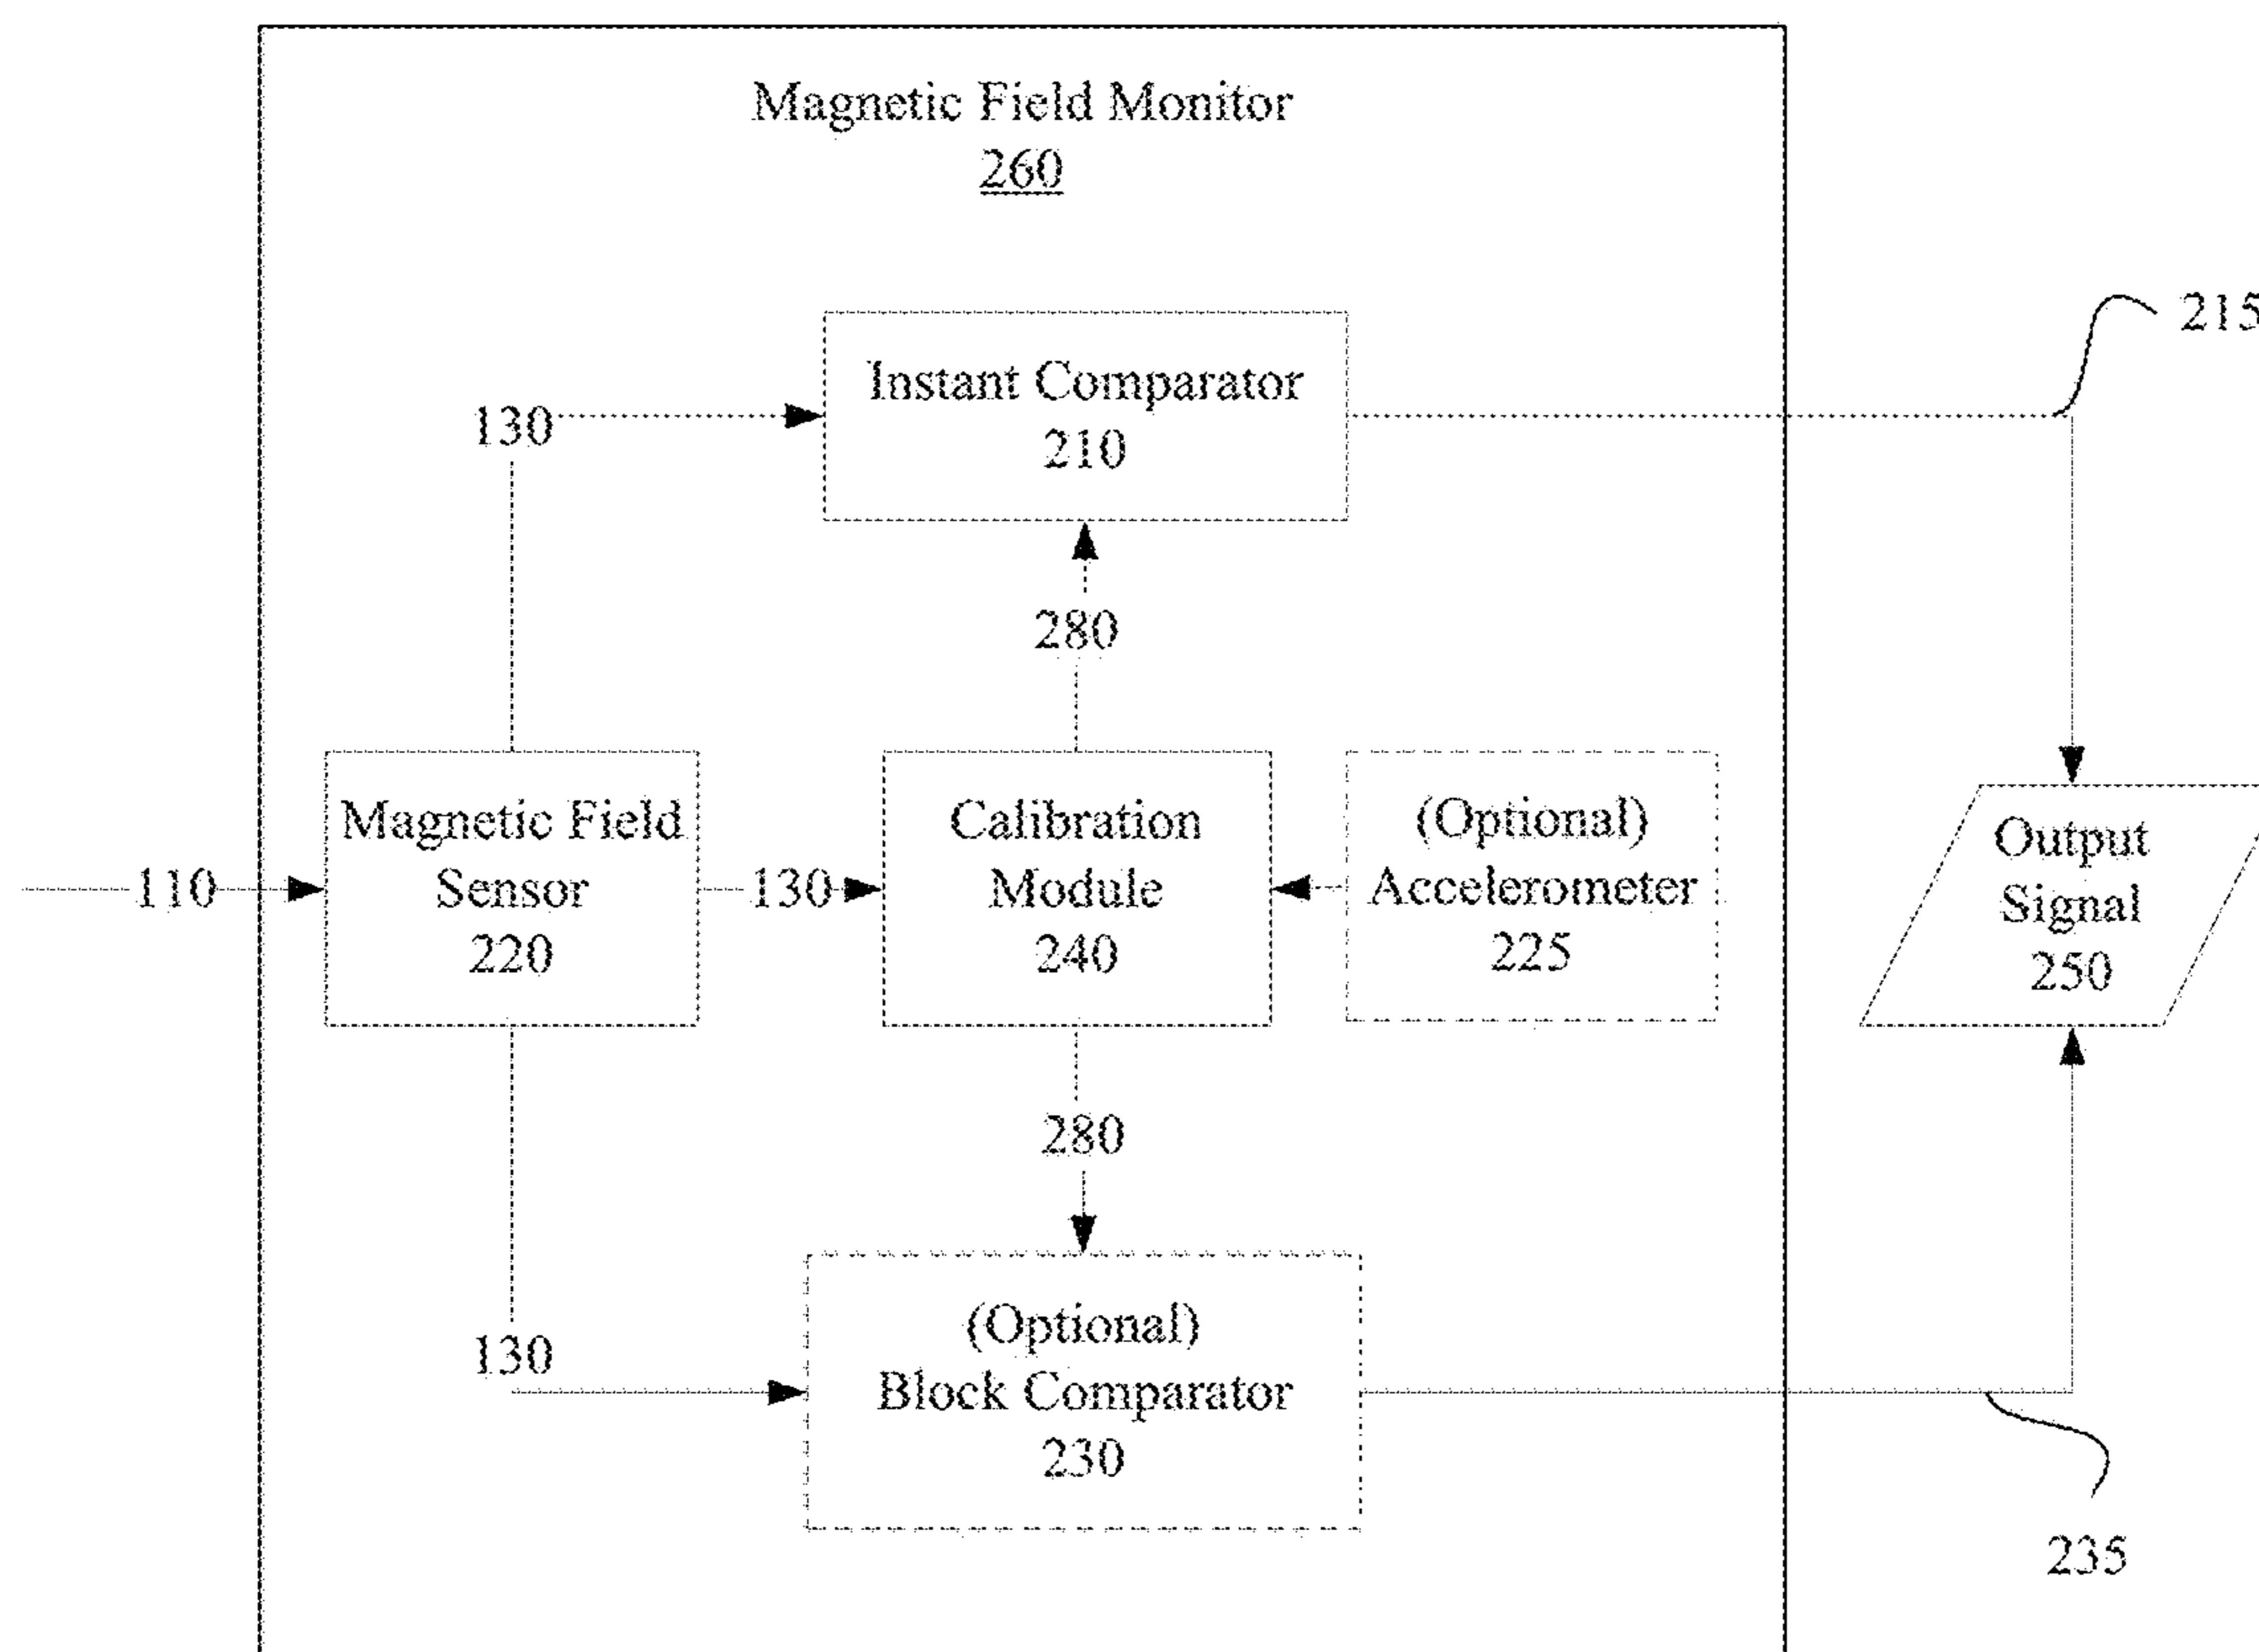 Magnetic Field Monitor
260
215
Instant Comparator
210
130
280
Magnetic Field
Sensor
220
110
130
Calibration
Module
240
(Optional)
Accelerometer
225
Output
Signal
250
280
130
(Optional)
Block Comparator
230
235